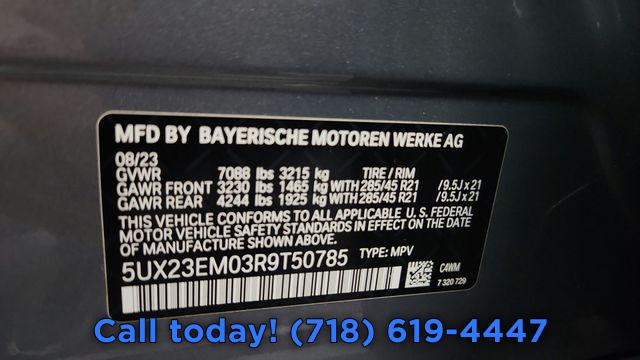 MFD BY BAYERISCHE MOTOREN WERKE AG
08/23
GVWR 7088 lbs 3215 kg TIRE / RIM
GAWR FRONT 3230 lbs 1465 kg WITH 285/45 R21 /9.5J x 21
GAWR REAR 4244 lbs 1925 kg WITH 285/45 R21 /9.5J x 21
THIS VEHICLE CONFORMS TO ALL APPLICABLE U.S. FEDERAL
MOTOR VEHICLE SAFETY STANDARDS
IN EFFECT ON THE DATE OF MANUFACTURE SHOWN ABOVE.
5UX23EM03R9T50785 TYPE: MPV
C4WM
7 320 729
Call today! (718) 619-4447